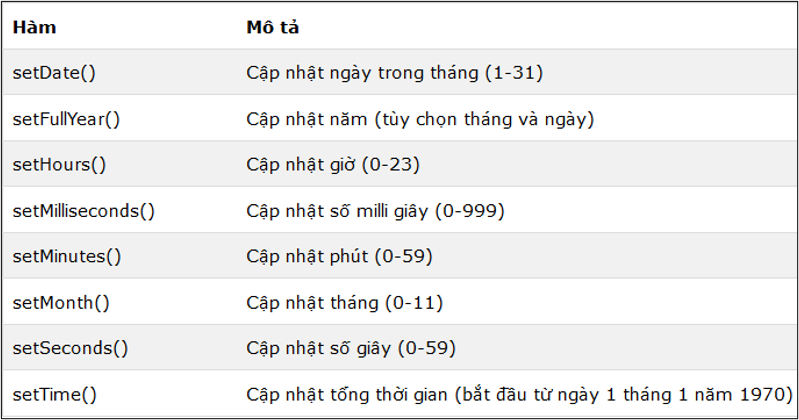 Hàm Mô tả
setDate() Cập nhật ngày trong tháng (1-31)
setFullYear() Cập nhật năm (tùy chọn tháng và ngày)
setHours() Cập nhật giờ (0-23)
setMilliseconds() Cập nhật số milli giây (0-999)
setMinutes() Cập nhật phút (0-59)
setMonth() Cập nhật tháng (0-11)
setSeconds() Cập nhật số giây (0-59)
setTime() Cập nhật tổng thời gian (bắt đầu từ ngày 1 tháng 1 năm 1970)